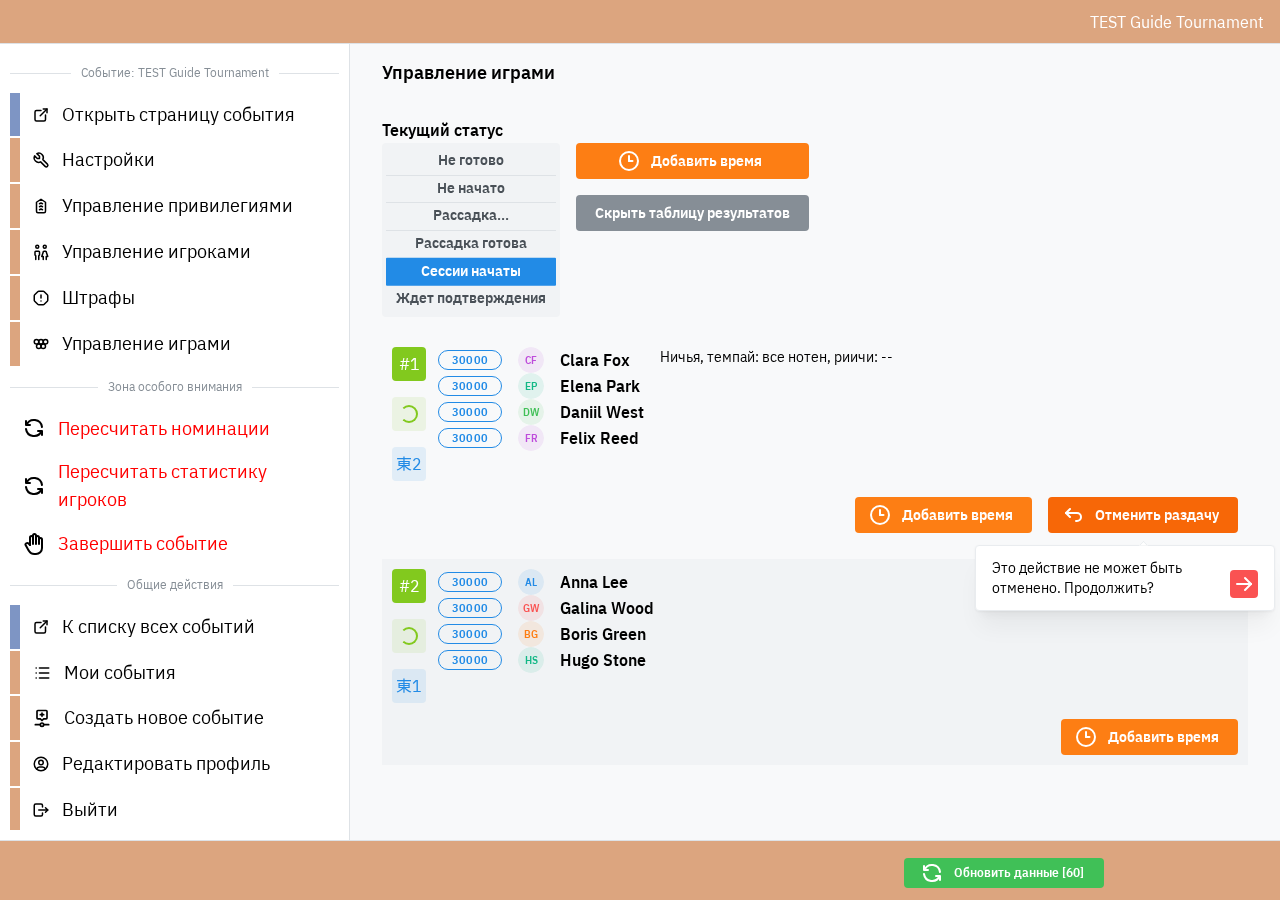 TEST Guide Tournament
Событие: TEST Guide Tournament
Открыть страницу события
Настройки
Управление привилегиями
Управление игроками
Штрафы
Управление играми
Зона особого внимания
Пересчитать номинации
Пересчитать статистику
игроков
Завершить событие
Общие действия
К списку всех событий
Мои события
Создать новое событие
Редактировать профиль
Выйти
Управление играми
Текущий статус
Не готово
Не начато
Рассадка...
Рассадка готова
Сессии начаты
Ждет подтверждения
Добавить время
Скрыть таблицу результатов
#1
東2
30000 CF Clara Fox
30000 EP Elena Park
30000 DW Daniil West
30000 FR Felix Reed
Ничья, темпай: все нотен, риичи: --
Добавить время
Отменить раздачу
Это действие не может быть
отменено. Продолжить?
#2
東1
30000 AL Anna Lee
30000 GW Galina Wood
30000 BG Boris Green
30000 HS Hugo Stone
Добавить время
Обновить данные [60]